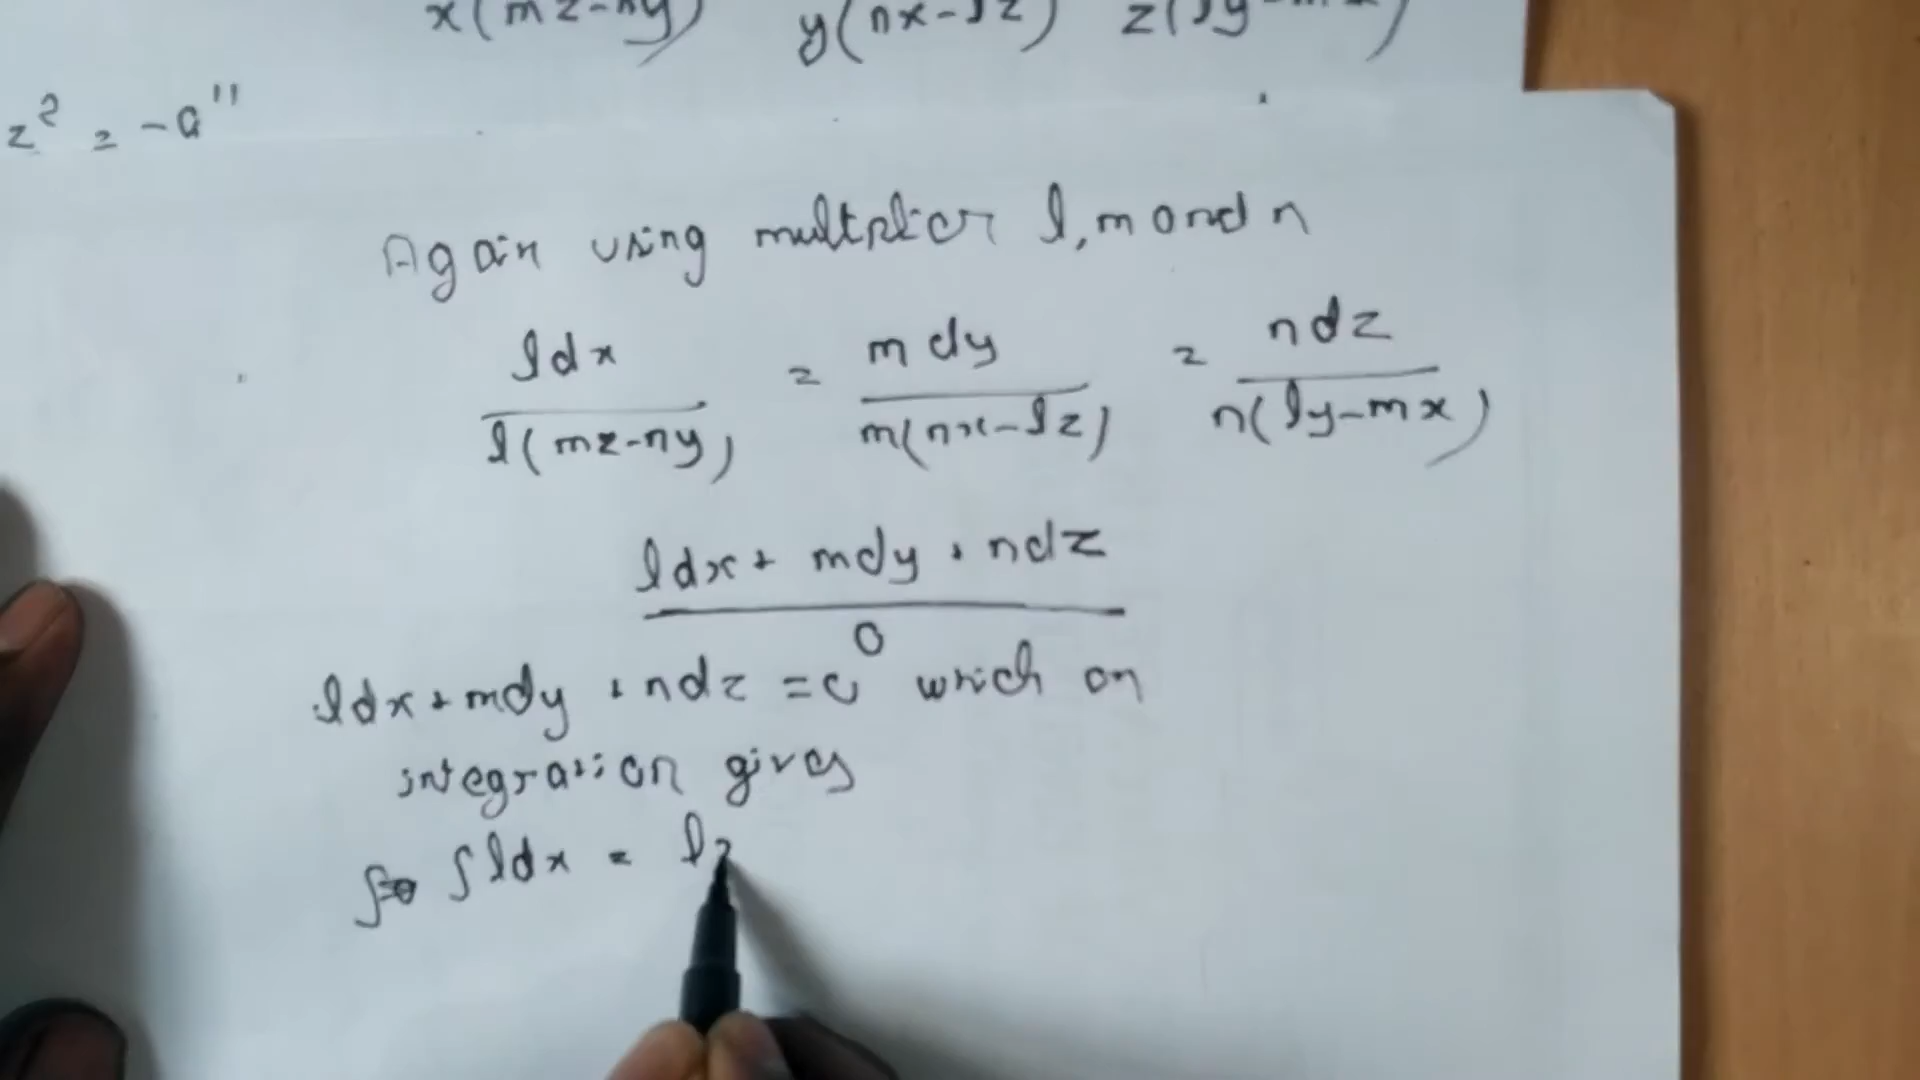 x(mz-ny) y(nx-lz) z(ly-mx)
z² = -a"
Again using multiplier l, m and n
ldx/l(mz-ny) = mdy/m(nx-lz) = ndz/n(ly-mx)
ldx + mdy + ndz
0
ldx + mdy + ndz = 0 which on
integration gives
∫ldx = l